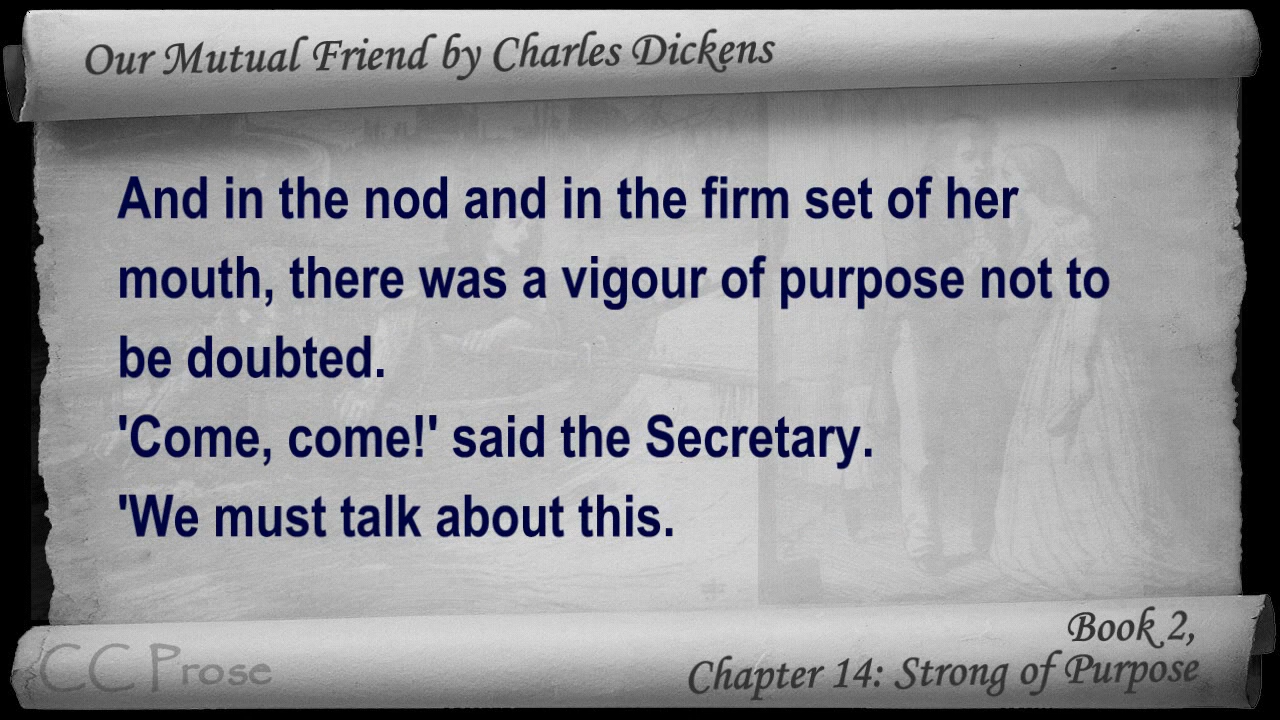 Our Mutual Friend by Charles Dickens
And in the nod and in the firm set of her
mouth, there was a vigour of purpose not to
be doubted.
'Come, come!' said the Secretary.
'We must talk about this.
Book 2,
CC Prose
Chapter 14: Strong of Purpose